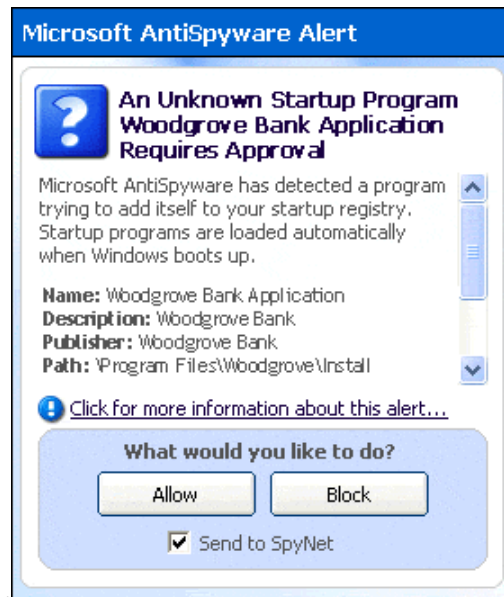 Microsoft AntiSpyware Alert
An Unknown Startup Program
Woodgrove Bank Application
Requires Approval
Microsoft AntiSpyware has detected a program
trying to add itself to your startup registry.
Startup programs are loaded automatically
when Windows boots up.
Name: Woodgrove Bank Application
Description: Woodgrove Bank
Publisher: Woodgrove Bank
Path: \Program Files\Woodgrove\Install
Click for more information about this alert...
What would you like to do?
Allow
Block
Send to SpyNet